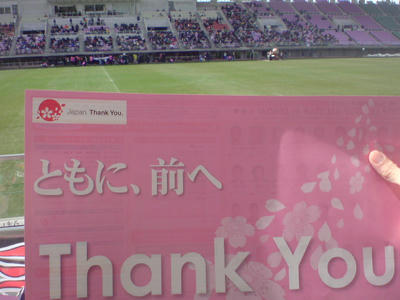 Japan. Thank You.
ともに、前へ
Thank You